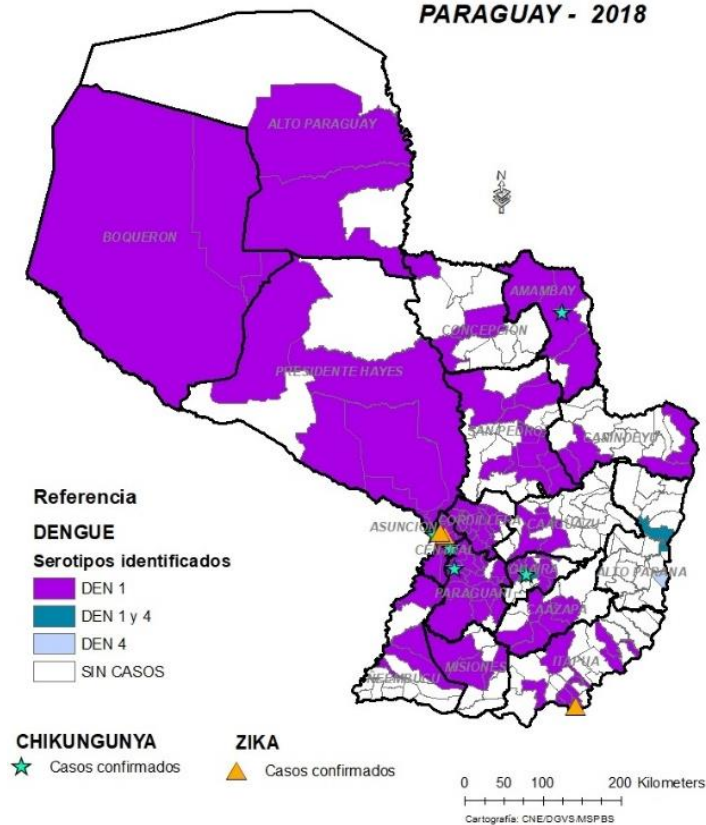 PARAGUAY - 2018
N
ALTO PARAGUAY
BOQUERON
AMAMBAY
CONCEPCION
PRESIDENTE HAYES
SAN PEDRO
CANINDEYU
ASUNCION
CORDILLERA
CAAGUAZU
CENTRAL
ALTO PARANA
GUAIRA
PARAGUARI
CAAZAPA
ITAPUA
MISIONES
ÑEEMBUCU
Referencia
DENGUE
Serotipos identificados
DEN 1
DEN 1 y 4
DEN 4
SIN CASOS
CHIKUNGUNYA
Casos confirmados
ZIKA
Casos confirmados
0 50 100 200 Kilometers
Cartografía: CNE/DGVS/MSPBS